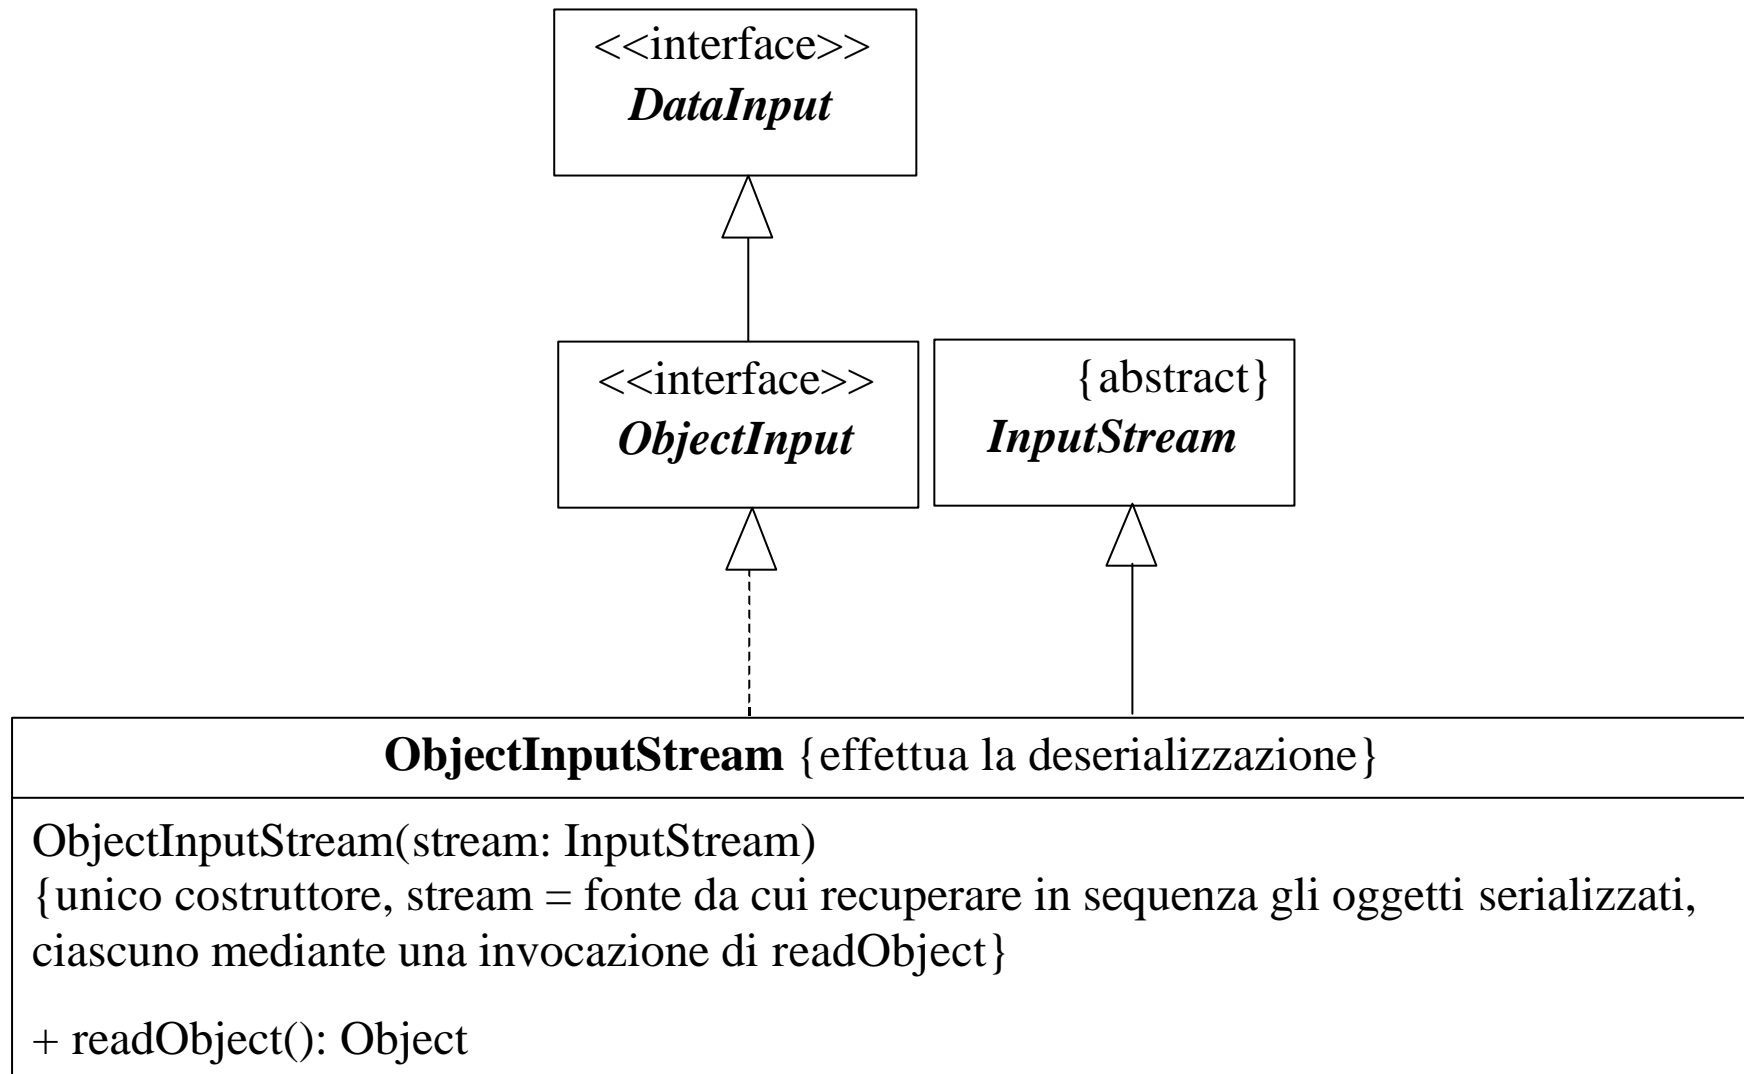 <<interface>>
DataInput
<<interface>>
ObjectInput
{abstract}
InputStream
ObjectInputStream {effettua la deserializzazione}
ObjectInputStream(stream: InputStream)
{unico costruttore, stream = fonte da cui recuperare in sequenza gli oggetti serializzati,
ciascuno mediante una invocazione di readObject}
+ readObject(): Object